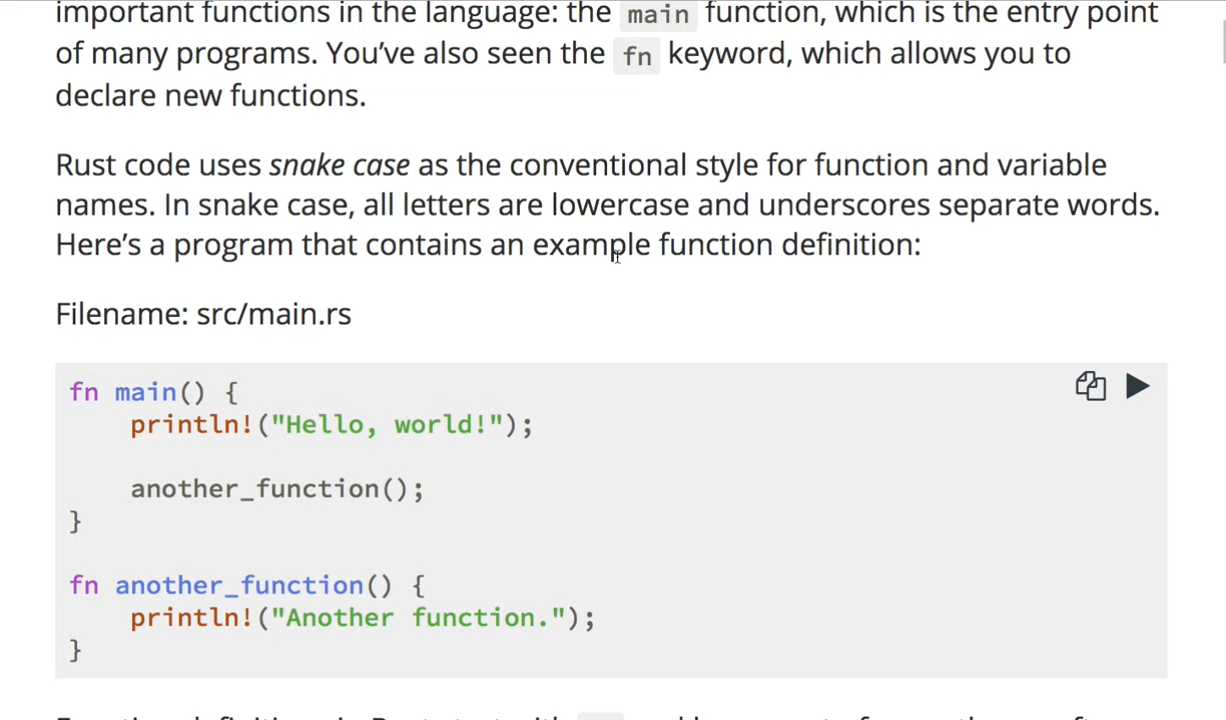 important functions in the language: the main function, which is the entry point
of many programs. You’ve also seen the fn keyword, which allows you to
declare new functions.
Rust code uses snake case as the conventional style for function and variable
names. In snake case, all letters are lowercase and underscores separate words.
Here’s a program that contains an example function definition:
Filename: src/main.rs
fn main() {
    println!("Hello, world!");
    another_function();
}
fn another_function() {
    println!("Another function.");
}